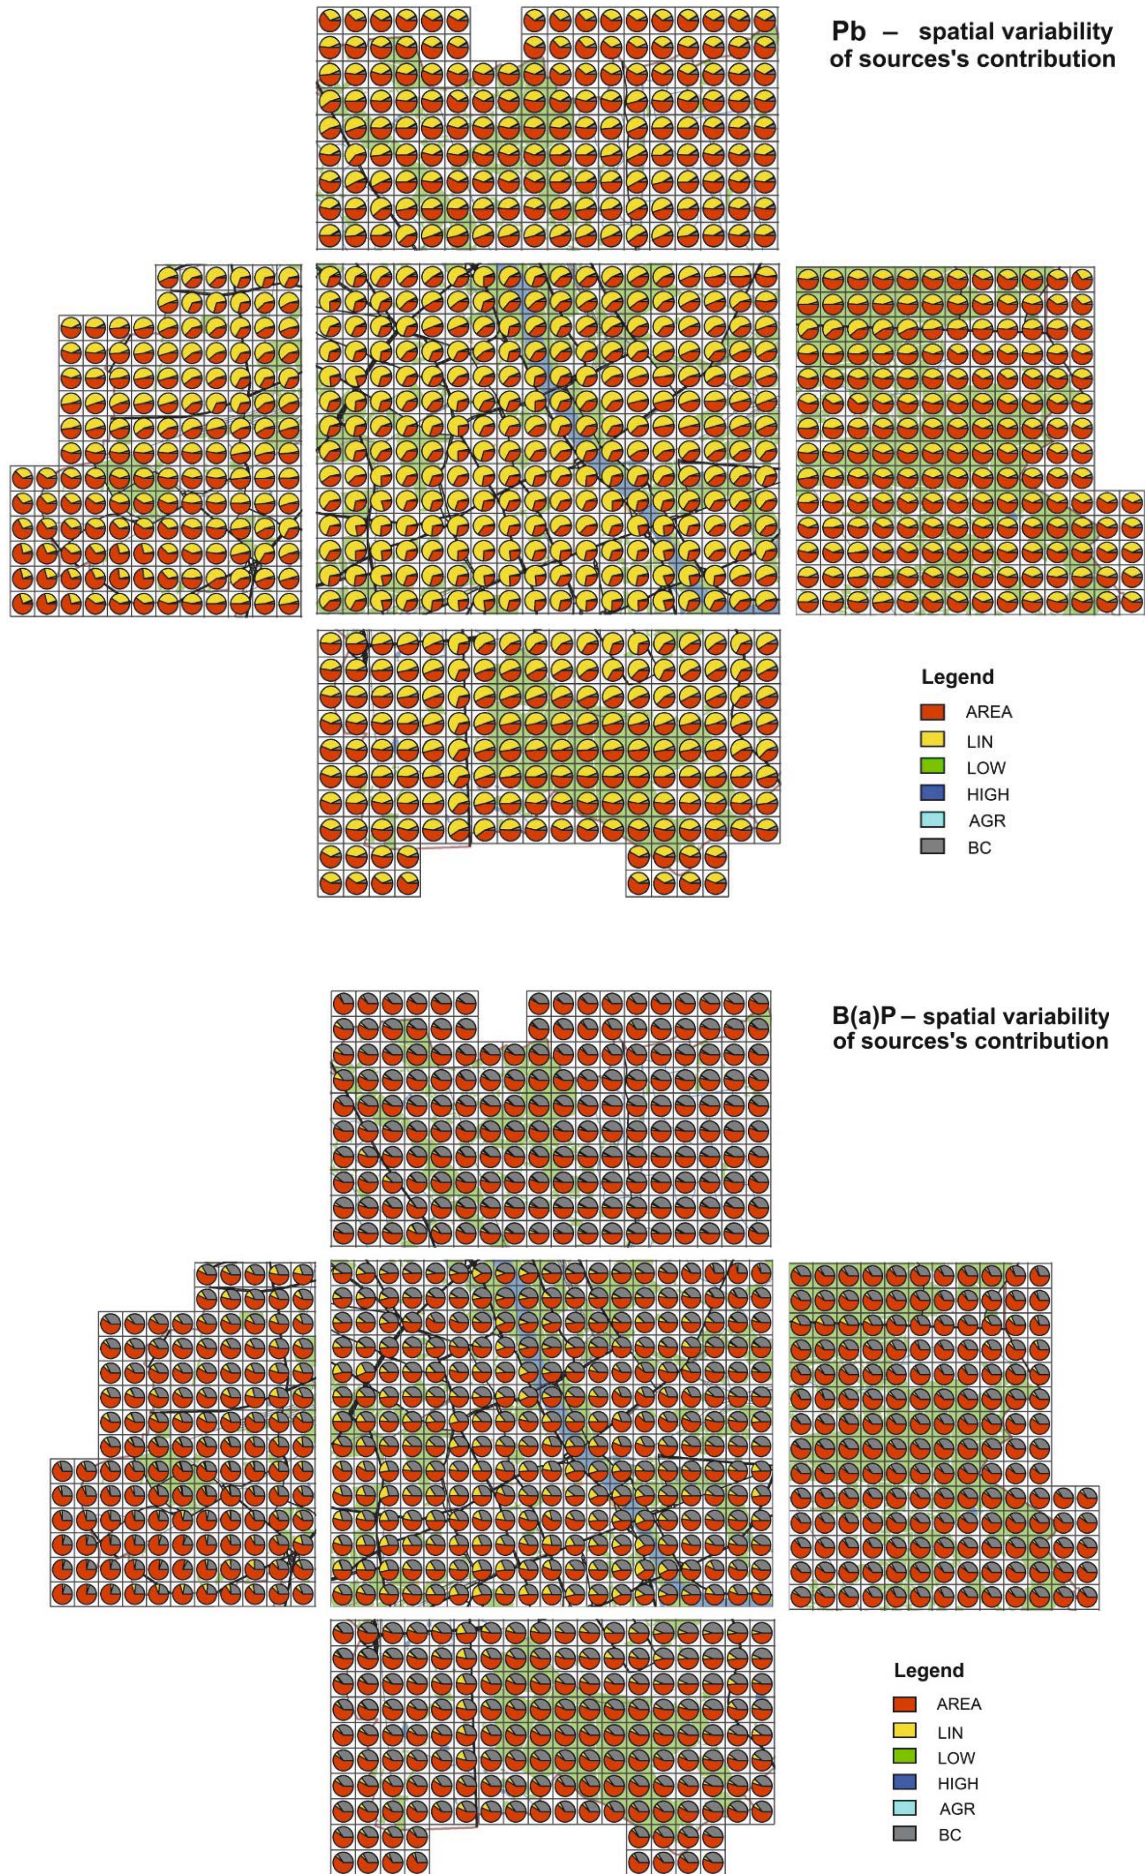 Pb – spatial variability
of sources's contribution
Legend
AREA
LIN
LOW
HIGH
AGR
BC
B(a)P – spatial variability
of sources's contribution
Legend
AREA
LIN
LOW
HIGH
AGR
BC